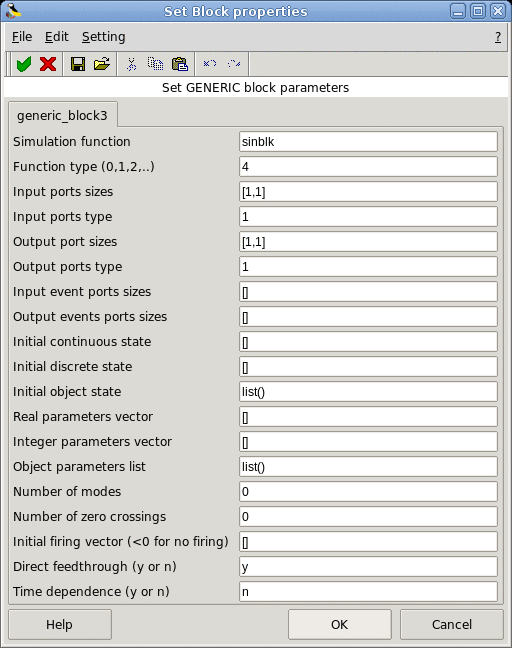 Set Block properties
File Edit Setting ?
Set GENERIC block parameters
generic_block3
Simulation function sinblk
Function type (0,1,2,..) 4
Input ports sizes [1,1]
Input ports type 1
Output port sizes [1,1]
Output ports type 1
Input event ports sizes []
Output events ports sizes []
Initial continuous state []
Initial discrete state []
Initial object state list()
Real parameters vector []
Integer parameters vector []
Object parameters list list()
Number of modes 0
Number of zero crossings 0
Initial firing vector (<0 for no firing) []
Direct feedthrough (y or n) y
Time dependence (y or n) n
Help OK Cancel